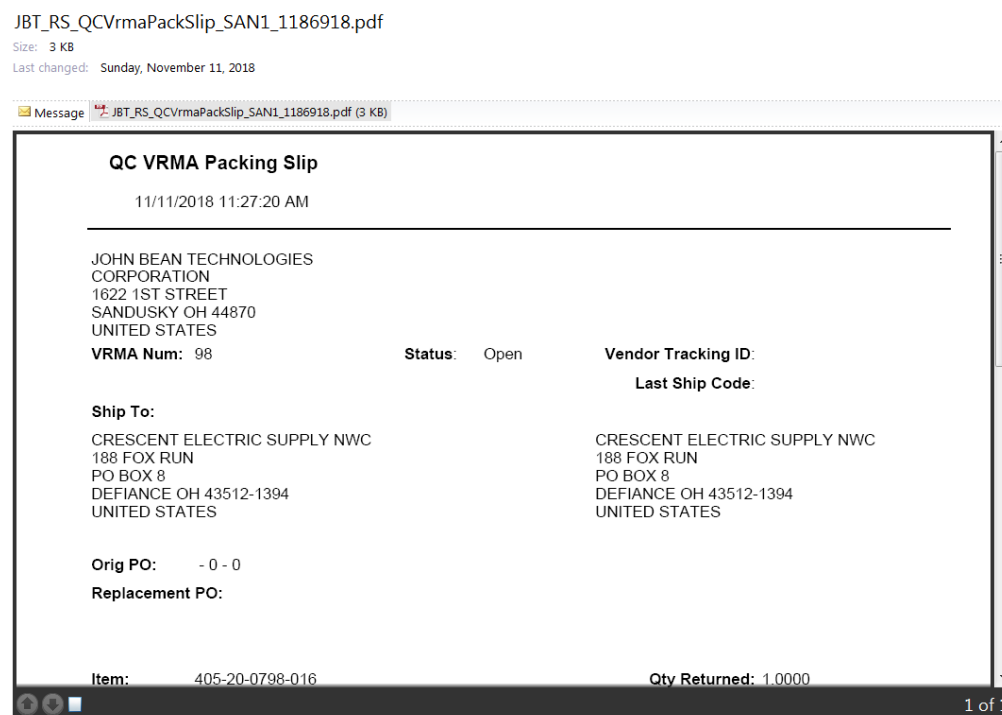 JBT_RS_QCVrmaPackSlip_SAN1_1186918.pdf
Size: 3 KB
Last changed: Sunday, November 11, 2018
Message JBT_RS_QCVrmaPackSlip_SAN1_1186918.pdf (3 KB)
QC VRMA Packing Slip
11/11/2018 11:27:20 AM
JOHN BEAN TECHNOLOGIES
CORPORATION
1622 1ST STREET
SANDUSKY OH 44870
UNITED STATES
VRMA Num: 98 Status: Open Vendor Tracking ID:
Last Ship Code:
Ship To:
CRESCENT ELECTRIC SUPPLY NWC CRESCENT ELECTRIC SUPPLY NWC
188 FOX RUN 188 FOX RUN
PO BOX 8 PO BOX 8
DEFIANCE OH 43512-1394 DEFIANCE OH 43512-1394
UNITED STATES UNITED STATES
Orig PO: - 0 - 0
Replacement PO:
Item: 405-20-0798-016 Qty Returned: 1.0000
1 of